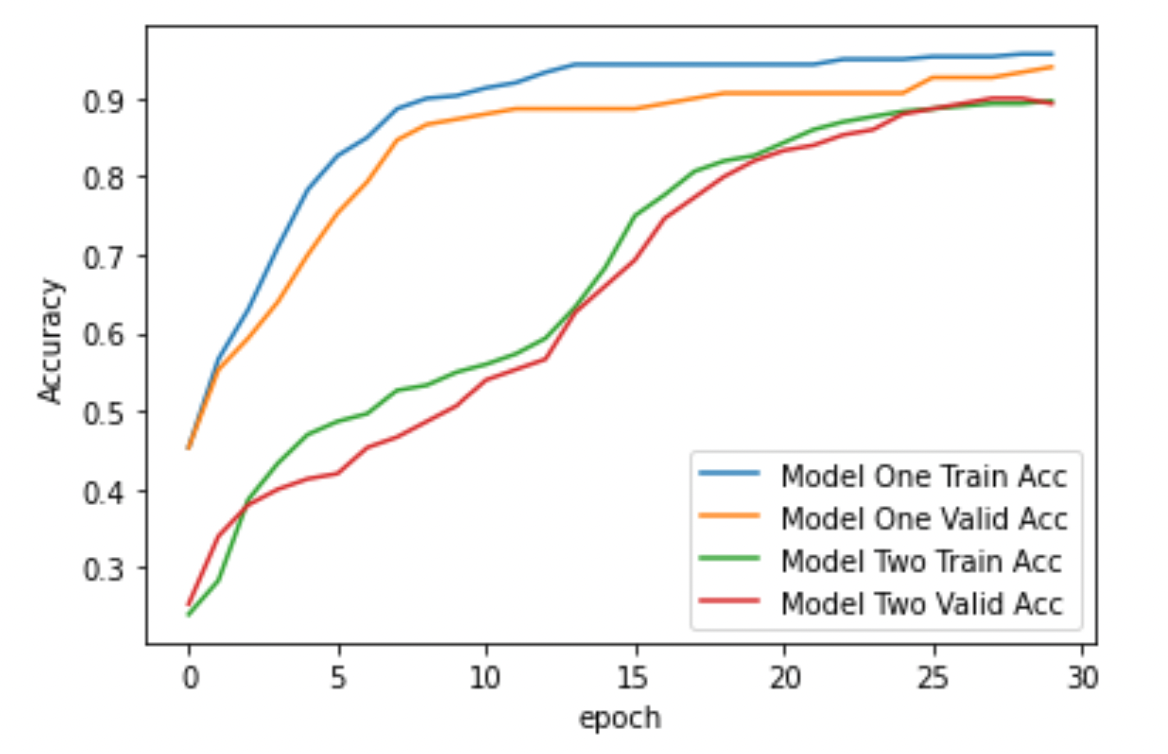 0.9
0.8
0.7
0.6
0.5
0.4
0.3
Accuracy
Model One Train Acc
Model One Valid Acc
Model Two Train Acc
Model Two Valid Acc
0 5 10 15 20 25 30
epoch